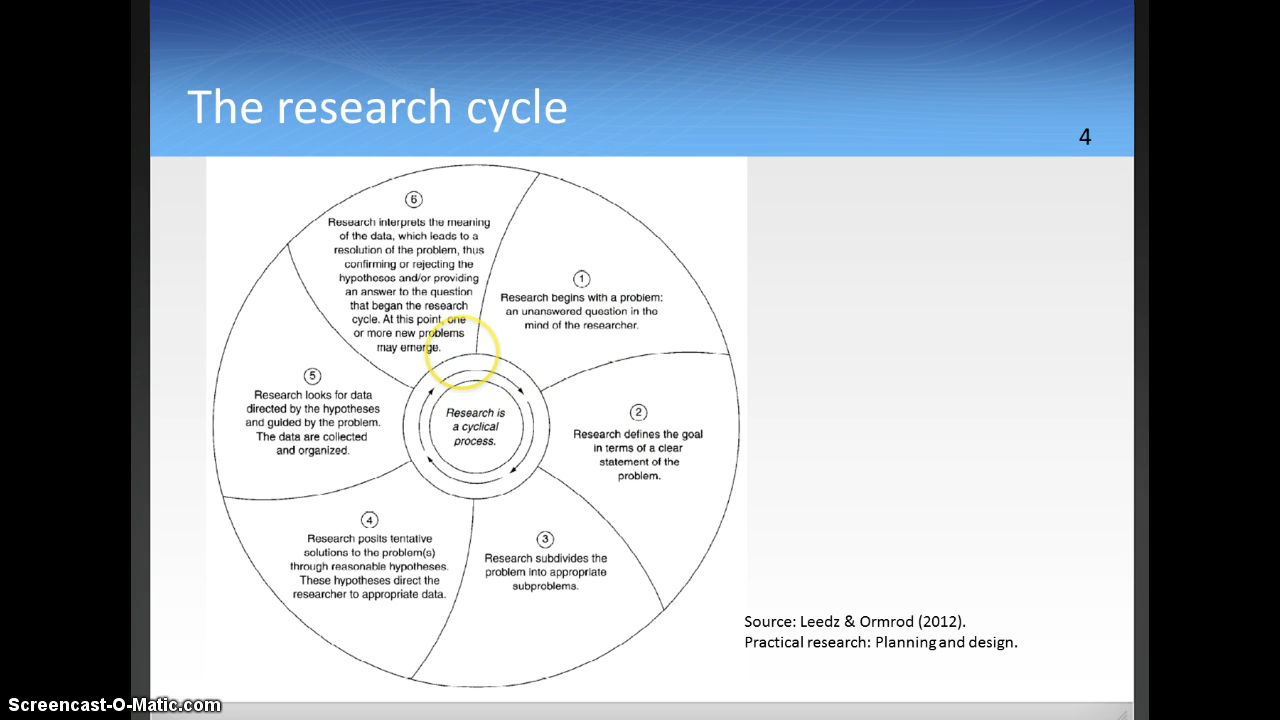 The research cycle
4
6
Research interprets the meaning
of the data, which leads to a
resolution of the problem, thus
confirming or rejecting the
hypotheses and/or providing
an answer to the question
that began the research
cycle. At this point, one
or more new problems
may emerge.
1
Research begins with a problem:
an unanswered question in the
mind of the researcher.
2
Research defines the goal
in terms of a clear
statement of the
problem.
3
Research subdivides the
problem into appropriate
subproblems.
4
Research posits tentative
solutions to the problem(s)
through reasonable hypotheses.
These hypotheses direct the
researcher to appropriate data.
5
Research looks for data
directed by the hypotheses
and guided by the problem.
The data are collected
and organized.
Research is
a cyclical
process.
Source: Leedz & Ormrod (2012).
Practical research: Planning and design.
Screencast-O-Matic.com